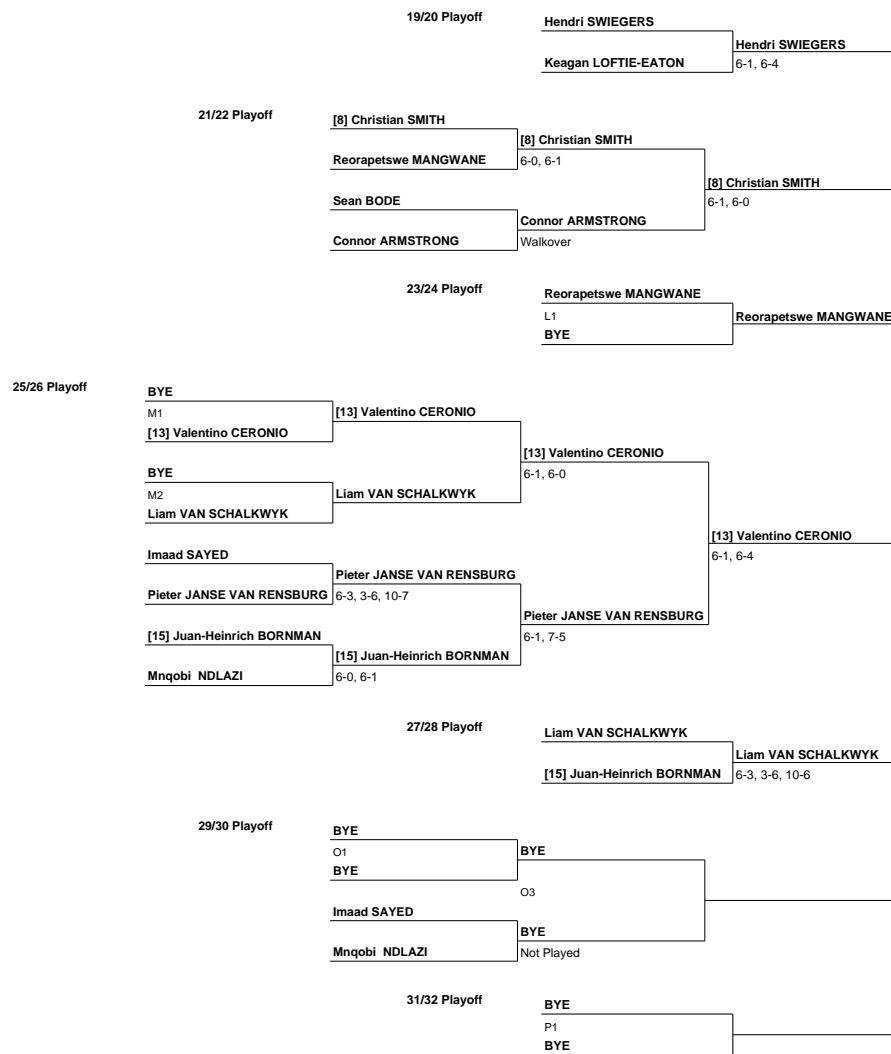 19/20 Playoff
Hendri SWIEGERS
Hendri SWIEGERS
Keagan LOFTIE-EATON
6-1, 6-4
21/22 Playoff
[8] Christian SMITH
[8] Christian SMITH
Reorapetswe MANGWANE
6-0, 6-1
[8] Christian SMITH
6-1, 6-0
Sean BODE
Connor ARMSTRONG
Connor ARMSTRONG
Walkover
23/24 Playoff
Reorapetswe MANGWANE
L1
Reorapetswe MANGWANE
BYE
25/26 Playoff
BYE
M1
[13] Valentino CERONIO
[13] Valentino CERONIO
[13] Valentino CERONIO
6-1, 6-0
BYE
M2
Liam VAN SCHALKWYK
Liam VAN SCHALKWYK
[13] Valentino CERONIO
6-1, 6-4
Imaad SAYED
Pieter JANSE VAN RENSBURG
Pieter JANSE VAN RENSBURG
6-3, 3-6, 10-7
Pieter JANSE VAN RENSBURG
6-1, 7-5
[15] Juan-Heinrich BORNMAN
[15] Juan-Heinrich BORNMAN
Mnqobi NDLAZI
6-0, 6-1
27/28 Playoff
Liam VAN SCHALKWYK
Liam VAN SCHALKWYK
[15] Juan-Heinrich BORNMAN
6-3, 3-6, 10-6
29/30 Playoff
BYE
O1
BYE
BYE
O3
Imaad SAYED
BYE
Mnqobi NDLAZI
Not Played
31/32 Playoff
BYE
P1
BYE